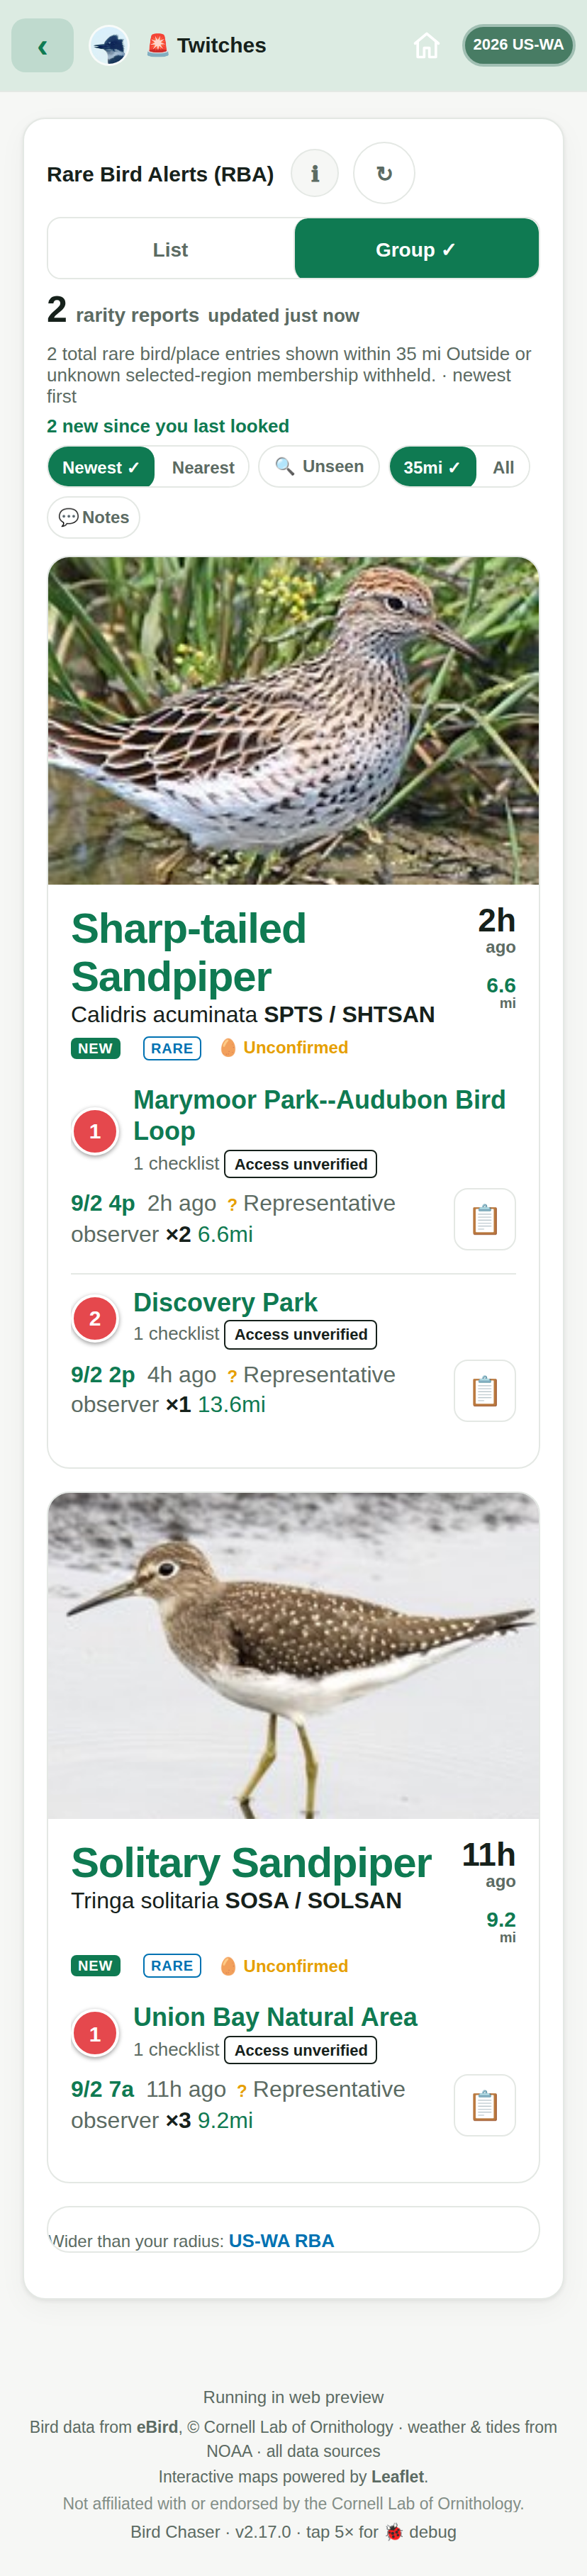 ‹ 🚨 Twitches 2026 US-WA
Rare Bird Alerts (RBA) ℹ ↻
List Group ✓
2 rarity reports updated just now
2 total rare bird/place entries shown within 35 mi Outside or
unknown selected-region membership withheld. · newest
first
2 new since you last looked
Newest ✓ Nearest 🔍 Unseen 35mi ✓ All
💬 Notes
Sharp-tailed
Sandpiper
2h
ago
6.6
mi
Calidris acuminata SPTS / SHTSAN
NEW RARE 🥚 Unconfirmed
1
Marymoor Park--Audubon Bird
Loop
1 checklist Access unverified
9/2 4p 2h ago ? Representative
observer ×2 6.6mi
📋
2
Discovery Park
1 checklist Access unverified
9/2 2p 4h ago ? Representative
observer ×1 13.6mi
📋
Solitary Sandpiper
11h
ago
9.2
mi
Tringa solitaria SOSA / SOLSAN
NEW RARE 🥚 Unconfirmed
1
Union Bay Natural Area
1 checklist Access unverified
9/2 7a 11h ago ? Representative
observer ×3 9.2mi
📋
Wider than your radius: US-WA RBA
Running in web preview
Bird data from eBird, © Cornell Lab of Ornithology · weather & tides from
NOAA · all data sources
Interactive maps powered by Leaflet.
Not affiliated with or endorsed by the Cornell Lab of Ornithology.
Bird Chaser · v2.17.0 · tap 5× for 🐞 debug